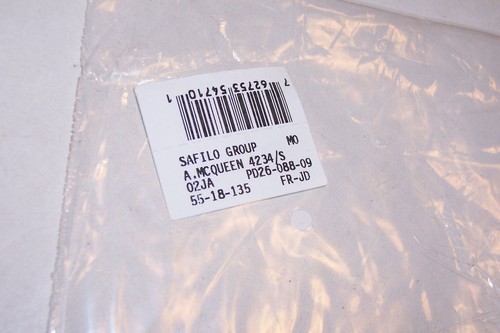 7 62753 54710 1
SAFILO GROUP MO
A.MCQUEEN 4234/S
02JA PD26-088-09
55-18-135 FR-JD